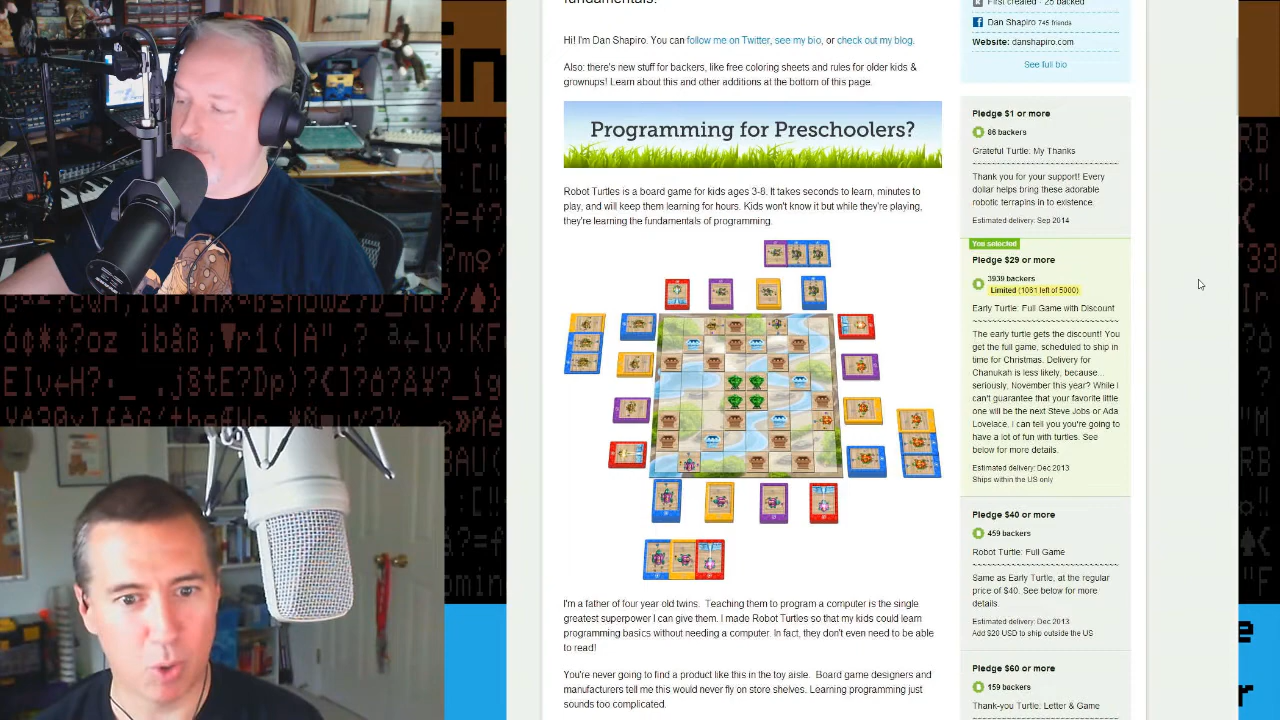 fundamentals.
Hi! I'm Dan Shapiro. You can follow me on Twitter, see my bio, or check out my blog.
Also: there's new stuff for backers, like free coloring sheets and rules for older kids &
grownups! Learn about this and other additions at the bottom of this page.
Programming for Preschoolers?
Robot Turtles is a board game for kids ages 3-8. It takes seconds to learn, minutes to
play, and will keep them learning for hours. Kids won't know it but while they're playing,
they're learning the fundamentals of programming.
I'm a father of four year old twins. Teaching them to program a computer is the single
greatest superpower I can give them. I made Robot Turtles so that my kids could learn
programming basics without needing a computer. In fact, they don't even need to be able
to read!
You're never going to find a product like this in the toy aisle. Board game designers and
manufacturers tell me this would never fly on store shelves. Learning programming just
sounds too complicated.
First created · 25 backed
Dan Shapiro 745 friends
Website: danshapiro.com
See full bio
Pledge $1 or more
86 backers
Grateful Turtle: My Thanks
Thank you for your support! Every
dollar helps bring these adorable
robotic terrapins in to existence.
Estimated delivery: Sep 2014
You selected
Pledge $29 or more
3939 backers
Limited (1061 left of 5000)
Early Turtle: Full Game with Discount
The early turtle gets the discount! You
get the full game, scheduled to ship in
time for Christmas. Delivery for
Chanukah is less likely, because...
seriously, November this year? While I
can't guarantee that your favorite little
one will be the next Steve Jobs or Ada
Lovelace, I can tell you you're going to
have a lot of fun with turtles. See
below for more details.
Estimated delivery: Dec 2013
Ships within the US only
Pledge $40 or more
459 backers
Robot Turtle: Full Game
Same as Early Turtle, at the regular
price of $40. See below for more
details.
Estimated delivery: Dec 2013
Add $20 USD to ship outside the US
Pledge $60 or more
159 backers
Thank-you Turtle: Letter & Game